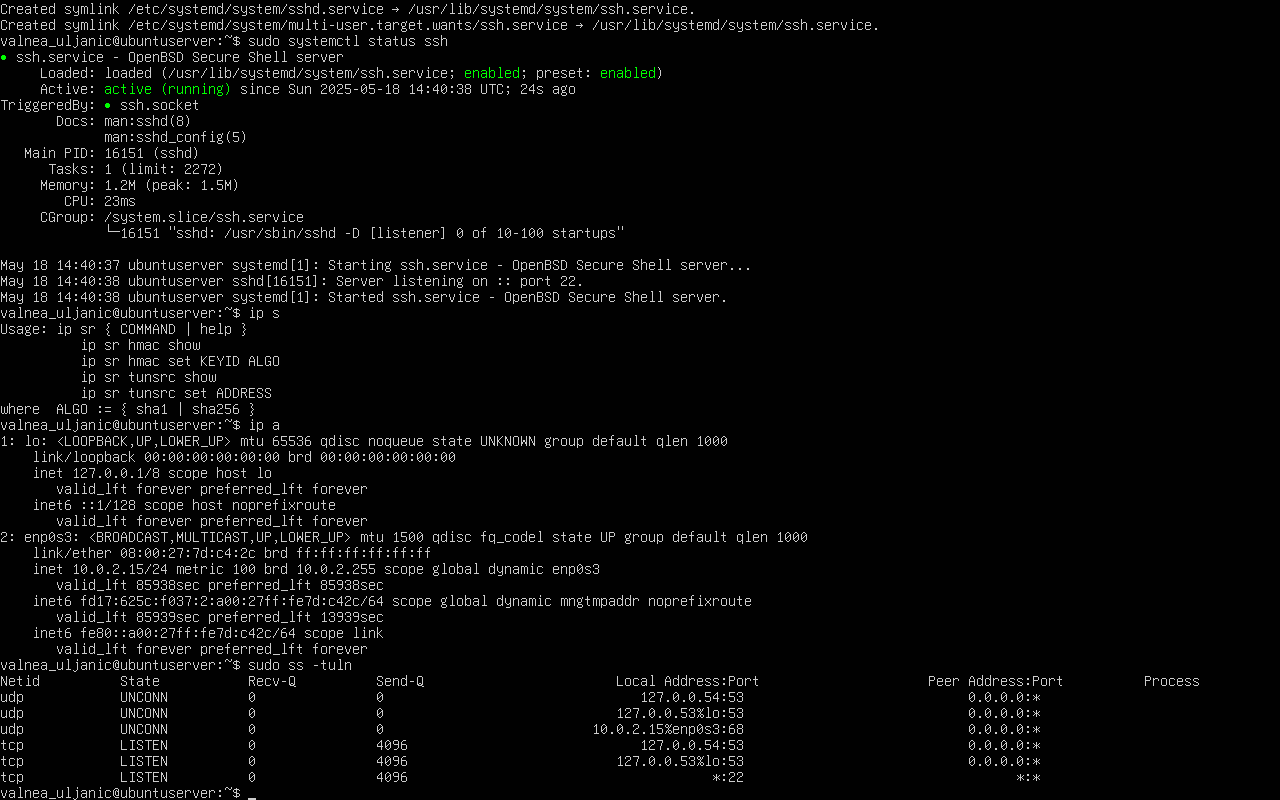 Created symlink /etc/systemd/system/sshd.service → /usr/lib/systemd/system/ssh.service.
Created symlink /etc/systemd/system/multi-user.target.wants/ssh.service → /usr/lib/systemd/system/ssh.service.
valnea_uljanic@ubuntuserver:~$ sudo systemctl status ssh
● ssh.service - OpenBSD Secure Shell server
     Loaded: loaded (/usr/lib/systemd/system/ssh.service; enabled; preset: enabled)
     Active: active (running) since Sun 2025-05-18 14:40:38 UTC; 24s ago
TriggeredBy: ● ssh.socket
       Docs: man:sshd(8)
             man:sshd_config(5)
   Main PID: 16151 (sshd)
      Tasks: 1 (limit: 2272)
     Memory: 1.2M (peak: 1.5M)
        CPU: 23ms
     CGroup: /system.slice/ssh.service
             └─16151 "sshd: /usr/sbin/sshd -D [listener] 0 of 10-100 startups"

May 18 14:40:37 ubuntuserver systemd[1]: Starting ssh.service - OpenBSD Secure Shell server...
May 18 14:40:38 ubuntuserver sshd[16151]: Server listening on :: port 22.
May 18 14:40:38 ubuntuserver systemd[1]: Started ssh.service - OpenBSD Secure Shell server.
valnea_uljanic@ubuntuserver:~$ ip s
Usage: ip sr { COMMAND | help }
          ip sr hmac show
          ip sr hmac set KEYID ALGO
          ip sr tunsrc show
          ip sr tunsrc set ADDRESS
where  ALGO := { sha1 | sha256 }
valnea_uljanic@ubuntuserver:~$ ip a
1: lo: <LOOPBACK,UP,LOWER_UP> mtu 65536 qdisc noqueue state UNKNOWN group default qlen 1000
    link/loopback 00:00:00:00:00:00 brd 00:00:00:00:00:00
    inet 127.0.0.1/8 scope host lo
       valid_lft forever preferred_lft forever
    inet6 ::1/128 scope host noprefixroute
       valid_lft forever preferred_lft forever
2: enp0s3: <BROADCAST,MULTICAST,UP,LOWER_UP> mtu 1500 qdisc fq_codel state UP group default qlen 1000
    link/ether 08:00:27:7d:c4:2c brd ff:ff:ff:ff:ff:ff
    inet 10.0.2.15/24 metric 100 brd 10.0.2.255 scope global dynamic enp0s3
       valid_lft 85938sec preferred_lft 85938sec
    inet6 fd17:625c:f037:2:a00:27ff:fe7d:c42c/64 scope global dynamic mngtmpaddr noprefixroute
       valid_lft 85939sec preferred_lft 13939sec
    inet6 fe80::a00:27ff:fe7d:c42c/64 scope link
       valid_lft forever preferred_lft forever
valnea_uljanic@ubuntuserver:~$ sudo ss -tuln
Netid          State           Recv-Q          Send-Q                        Local Address:Port                     Peer Address:Port          Process
udp            UNCONN          0               0                                127.0.0.54:53                            0.0.0.0:*
udp            UNCONN          0               0                             127.0.0.53%lo:53                            0.0.0.0:*
udp            UNCONN          0               0                          10.0.2.15%enp0s3:68                            0.0.0.0:*
tcp            LISTEN          0               4096                             127.0.0.54:53                            0.0.0.0:*
tcp            LISTEN          0               4096                          127.0.0.53%lo:53                            0.0.0.0:*
tcp            LISTEN          0               4096                                      *:22                                  *:*
valnea_uljanic@ubuntuserver:~$ _